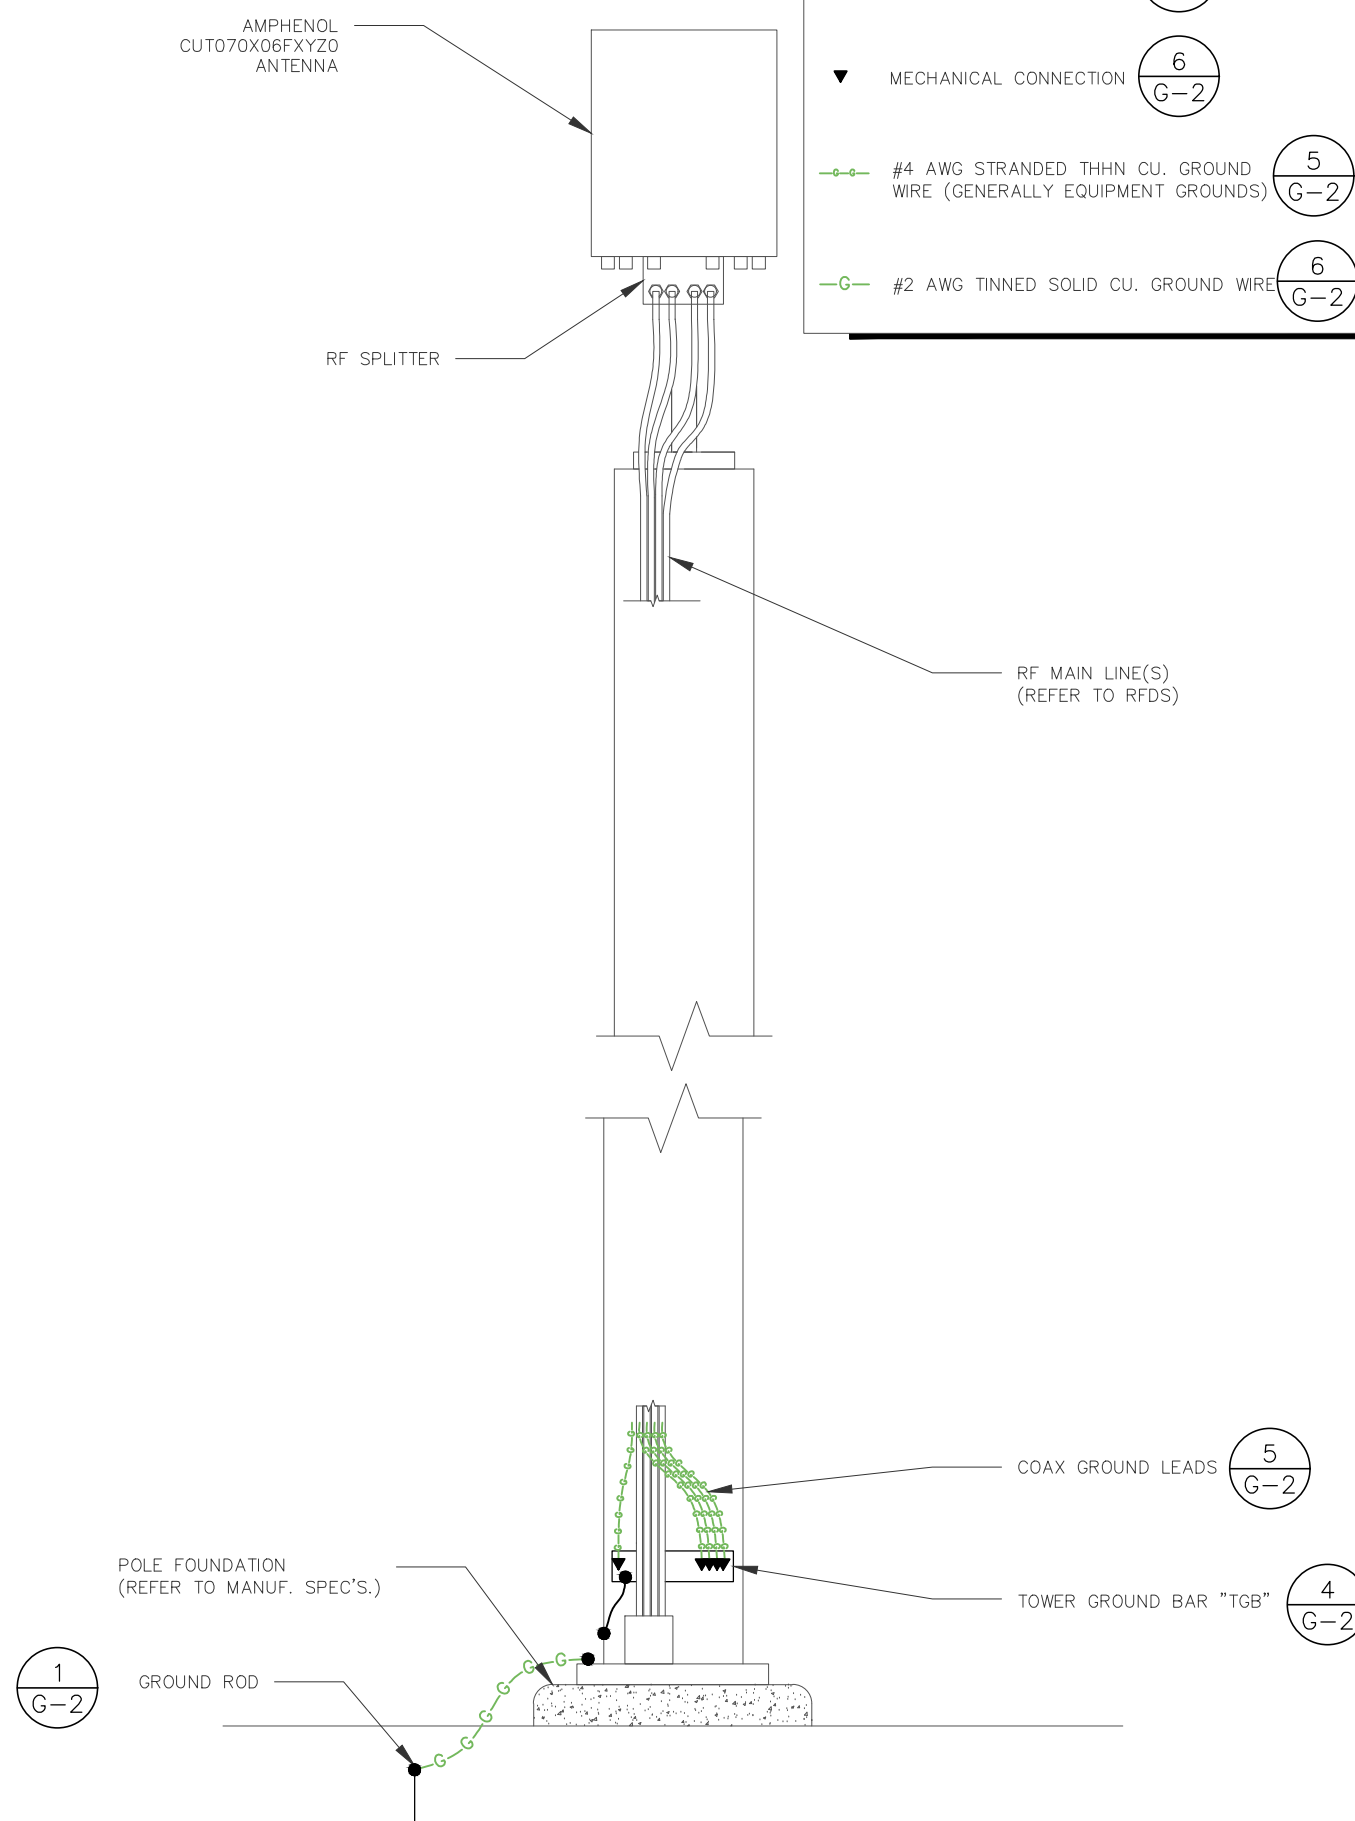 AMPHENOL
CUT070X06FXYZ0
ANTENNA
MECHANICAL CONNECTION
6
G-2
#4 AWG STRANDED THHN CU. GROUND
WIRE (GENERALLY EQUIPMENT GROUNDS)
5
G-2
G
G
G
#2 AWG TINNED SOLID CU. GROUND WIRE
6
G-2
RF SPLITTER
RF MAIN LINE(S)
(REFER TO RFDS)
COAX GROUND LEADS
5
G-2
POLE FOUNDATION
(REFER TO MANUF. SPEC'S.)
TOWER GROUND BAR "TGB"
4
G-2
1
G-2
GROUND ROD
G
G
G
G
G
G